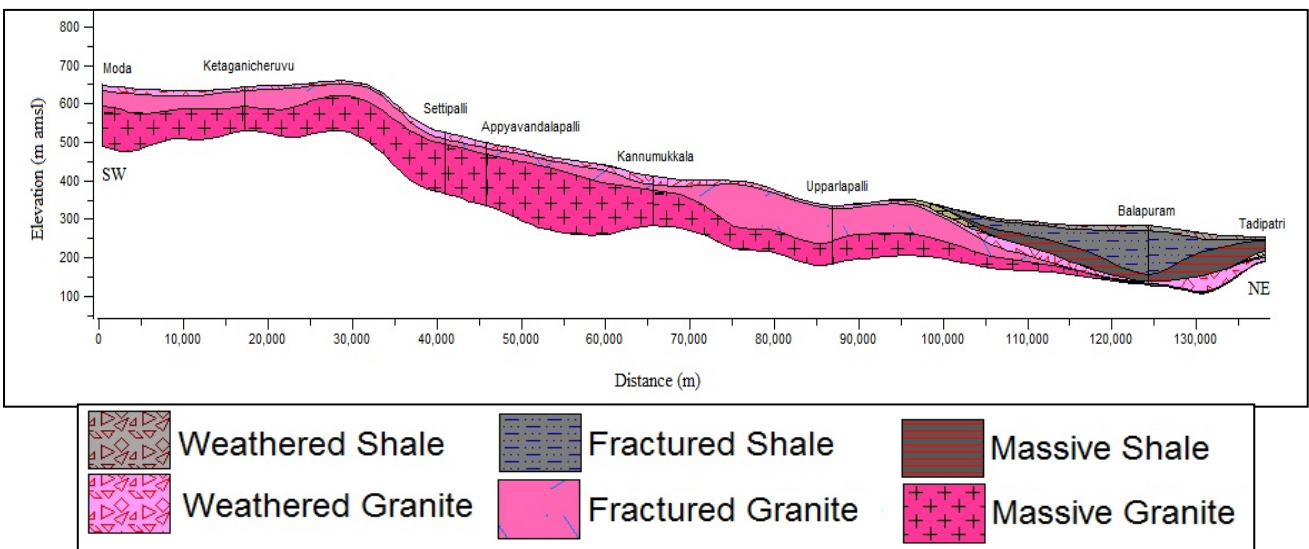 800
700
600
500
400
300
200
100
Elevation (m amsl)
Moda
Ketaganicheruvu
Settipalli
Appyavandalapalli
Kannumukkala
Upparlapalli
Balapuram
Tadipatri
SW
NE
0 10,000 20,000 30,000 40,000 50,000 60,000 70,000 80,000 90,000 100,000 110,000 120,000 130,000
Distance (m)
Weathered Shale Fractured Shale Massive Shale
Weathered Granite Fractured Granite Massive Granite